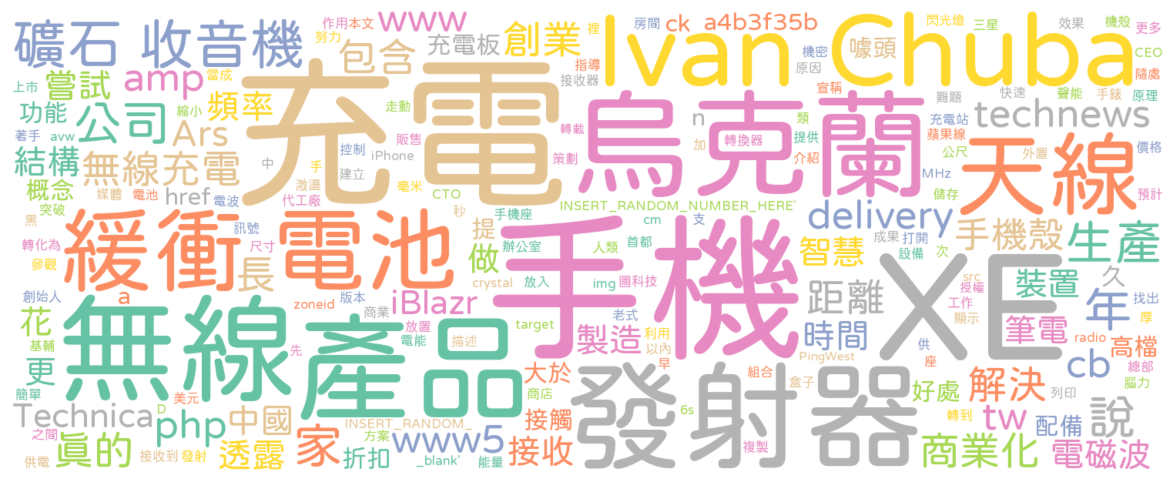 作用 本文 www ck a4b3f35b 房間 裡 閃光燈 三星 效果 機殼 更多
礦石 收音機 努力 包含 充電板 創業 Ivan Chuba 機密 噱頭 CEO
指導 原因 接收器 宣稱 隨處
上市 嘗試 amp 當成 充電 烏克蘭 快速 聲能 手錶 原理
功能 公司 縮小 頻率 走動 轉載 n 類 難題 technews
著手 avw Ars 販售 加 轉換器 提供 充電站 蘋果線 價格
結構 無線充電 中 控制 iPhone 策劃 介紹 公尺 外置 天線
概念 媒體 電池 href 電波 手 滧盪 建立 毫米 CTO MHz 儲存 預計
突破 代工廠 秒 INSERT_RANDOM_NUMBER_HERE' delivery
黑 訊號 手機座 提 cm 支 成果 打開 手機殼 生產
轉化為 緩衝 電池 辦公室 人類 首都 智慧 設備 次
參觀 尺寸 長 做 手機 XE 久
創始人 a zoneid 版本 crystal 放入 img 圖科技 距離 src 授權 裝置 年 找出
花 商業 iBlazr 老式 工作 厚
基輔 無線 產品 放置 target 製造 利用 時間 顯示 筆電 radio
更 先 電能 描述 以內 PingWest 供 cb 高檔
簡單 早 座 總部
美元 大於 組合 發射器 盒子 好處 解決 腦力
Technica D 商店 6s 列印
之間 php 中國 INSERT_RANDOM_ 接觸 轉到 tw 配備 說
眞的 家 方案 www5 複製
供電 接收到 發射 透露 折扣 _blank' 能量 接收 商業化 電磁波